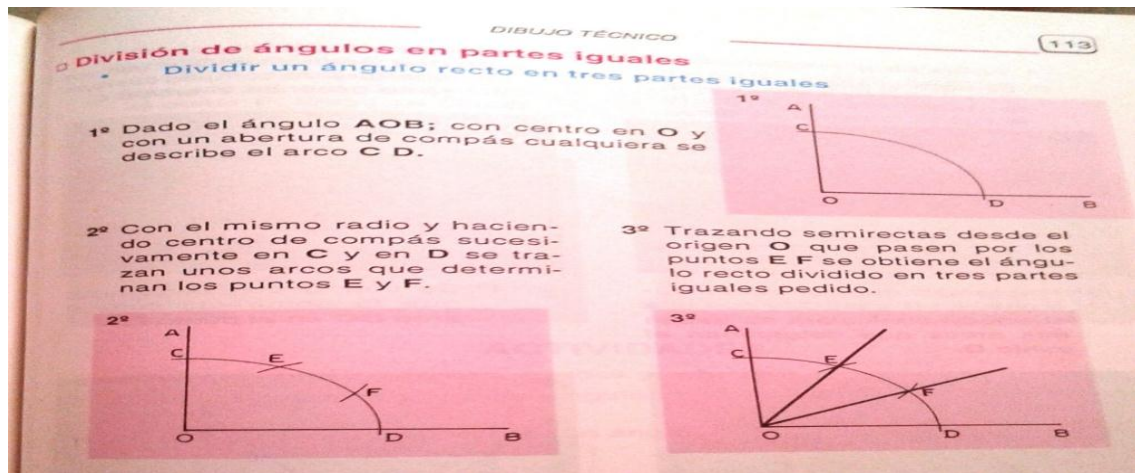 DIBUJO TÉCNICO
113
División de ángulos en partes iguales
Dividir un ángulo recto en tres partes iguales
1º Dado el ángulo AOB; con centro en O y
con un abertura de compás cualquiera se
describe el arco C D.
1º
A
C
O
D
B
2º Con el mismo radio y hacien-
do centro de compás sucesi-
vamente en C y en D se tra-
zan unos arcos que determi-
nan los puntos E y F.
3º Trazando semirectas desde el
origen O que pasen por los
puntos E F se obtiene el ángu-
lo recto dividido en tres partes
iguales pedido.
2º
A
C
E
F
O
D
B
3º
A
C
E
F
O
D
B